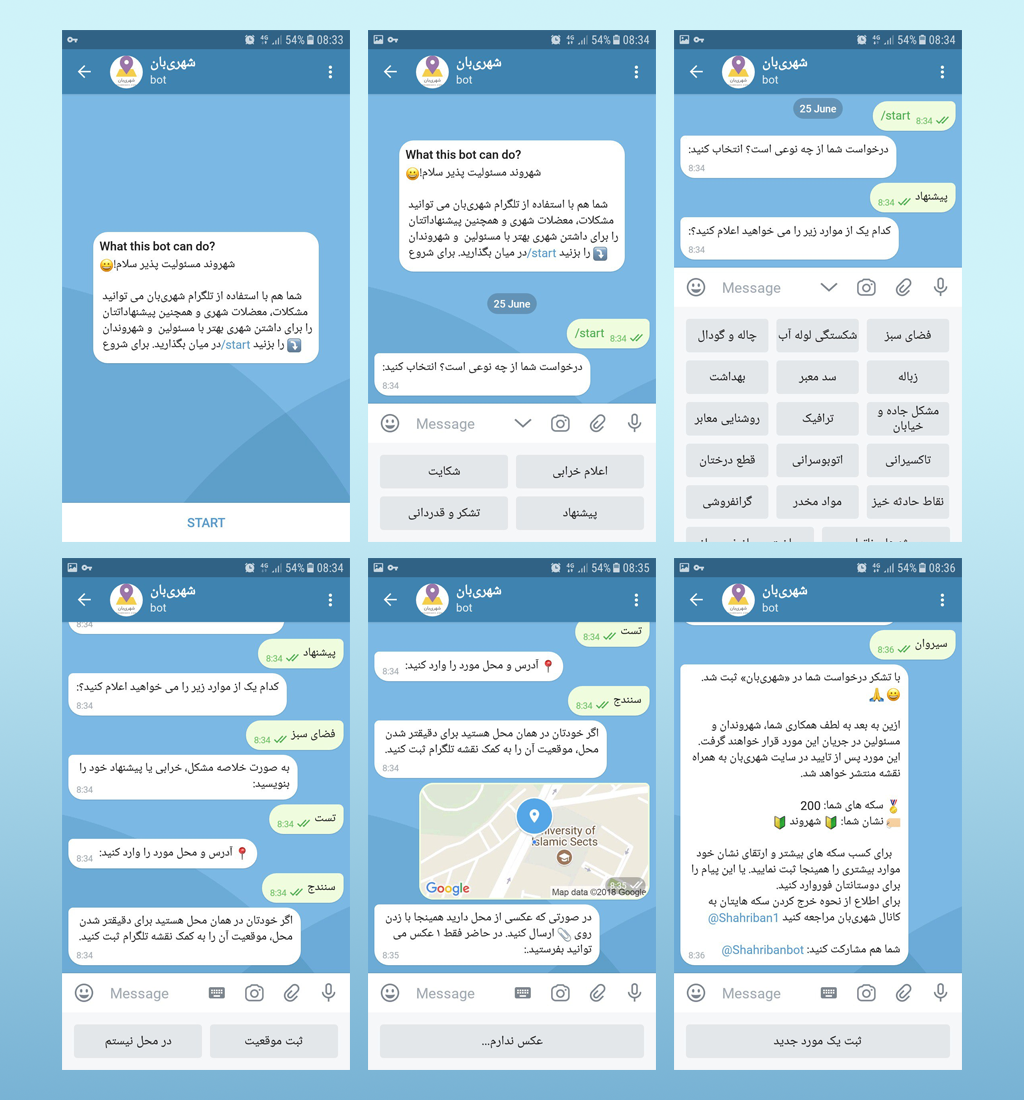 54% 08:33
شهری‌بان
bot
What this bot can do?
شهروند مسئولیت پذیر سلام!😀
شما هم با استفاده از تلگرام شهری‌بان می توانید
مشکلات، معضلات شهری و همچنین پیشنهاداتتان
را برای داشتن شهری بهتر با مسئولین و شهروندان
در میان بگذارید. برای شروع /start را بزنید ⤵️
START
4G 54% 08:34
شهری‌بان
bot
What this bot can do?
شهروند مسئولیت پذیر سلام!😀
شما هم با استفاده از تلگرام شهری‌بان می توانید
مشکلات، معضلات شهری و همچنین پیشنهاداتتان
را برای داشتن شهری بهتر با مسئولین و شهروندان
در میان بگذارید. برای شروع /start را بزنید ⤵️
25 June
/start 8:34
درخواست شما از چه نوعی است؟ انتخاب کنید:
8:34
Message
اعلام خرابی
شکایت
پیشنهاد
تشکر و قدردانی
4G 54% 08:34
شهری‌بان
bot
25 June
/start 8:34
درخواست شما از چه نوعی است؟ انتخاب کنید:
8:34
پیشنهاد 8:34
کدام یک از موارد زیر را می خواهید اعلام کنید؟:
8:34
Message
فضای سبز
شکستگی لوله آب
چاله و گودال
زباله
سد معبر
بهداشت
مشکل جاده و
خیابان
ترافیک
روشنایی معابر
تاکسیرانی
اتوبوسرانی
قطع درختان
نقاط حادثه خیز
مواد مخدر
گرانفروشی
4G 54% 08:34
شهری‌بان
bot
8:34
پیشنهاد 8:34
کدام یک از موارد زیر را می خواهید اعلام کنید؟:
8:34
فضای سبز 8:34
به صورت خلاصه مشکل، خرابی یا پیشنهاد خود را
بنویسید:
8:34
تست 8:34
📍 آدرس و محل مورد را وارد کنید:
8:34
سنندج 8:34
اگر خودتان در همان محل هستید برای دقیقتر شدن
محل، موقعیت آن را به کمک نقشه تلگرام ثبت کنید.
8:34
Message
ثبت موقعیت
در محل نیستم
4G 54% 08:35
شهری‌بان
bot
تست 8:34
📍 آدرس و محل مورد را وارد کنید:
8:34
سنندج 8:34
اگر خودتان در همان محل هستید برای دقیقتر شدن
محل، موقعیت آن را به کمک نقشه تلگرام ثبت کنید.
8:34
University of
Islamic Sects
8:35
Google
Map data ©2018 Google
در صورتی که عکسی از محل دارید همینجا با زدن
روی 📎 ارسال کنید. در حاضر فقط ۱ عکس می
توانید بفرستید.:
8:35
Message
عکس ندارم...
4G 54% 08:36
شهری‌بان
bot
سیروان 8:36
با تشکر درخواست شما در «شهری‌بان» ثبت شد.
😀🙏
ازین به بعد به لطف همکاری شما، شهروندان و
مسئولین در جریان این مورد قرار خواهند گرفت.
این مورد پس از تایید در سایت شهری‌بان به همراه
نقشه منتشر خواهد شد.
🏅 سکه های شما: 200
نشان شما: 🔰 شهروند 🔰
برای کسب سکه های بیشتر و ارتقای نشان خود
موارد بیشتری را همینجا ثبت نمایید. یا این پیام را
برای دوستانتان فوروارد کنید.
برای اطلاع از نحوه خرج کردن سکه هایتان به
کانال شهری‌بان مراجعه کنید @Shahriban1
شما هم مشارکت کنید: @Shahribanbot
8:36
Message
ثبت یک مورد جدید